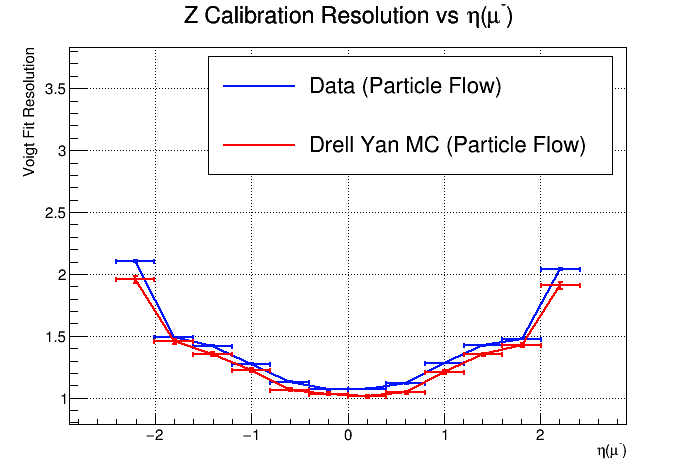 Z Calibration Resolution vs η(μ⁻)
Voigt Fit Resolution
Data (Particle Flow)
Drell Yan MC (Particle Flow)
3.5
3
2.5
2
1.5
1
−2 −1 0 1 2
η(μ⁻)